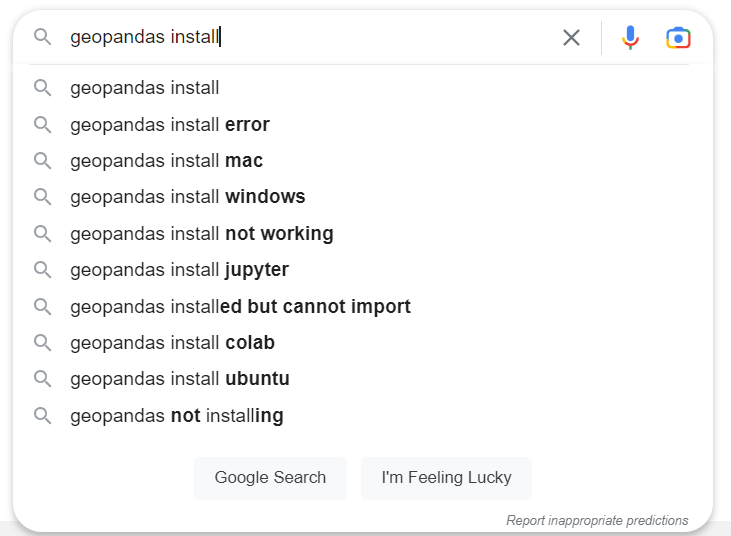 geopandas install
geopandas install
geopandas install error
geopandas install mac
geopandas install windows
geopandas install not working
geopandas install jupyter
geopandas installed but cannot import
geopandas install colab
geopandas install ubuntu
geopandas not installing
Google Search I'm Feeling Lucky
Report inappropriate predictions